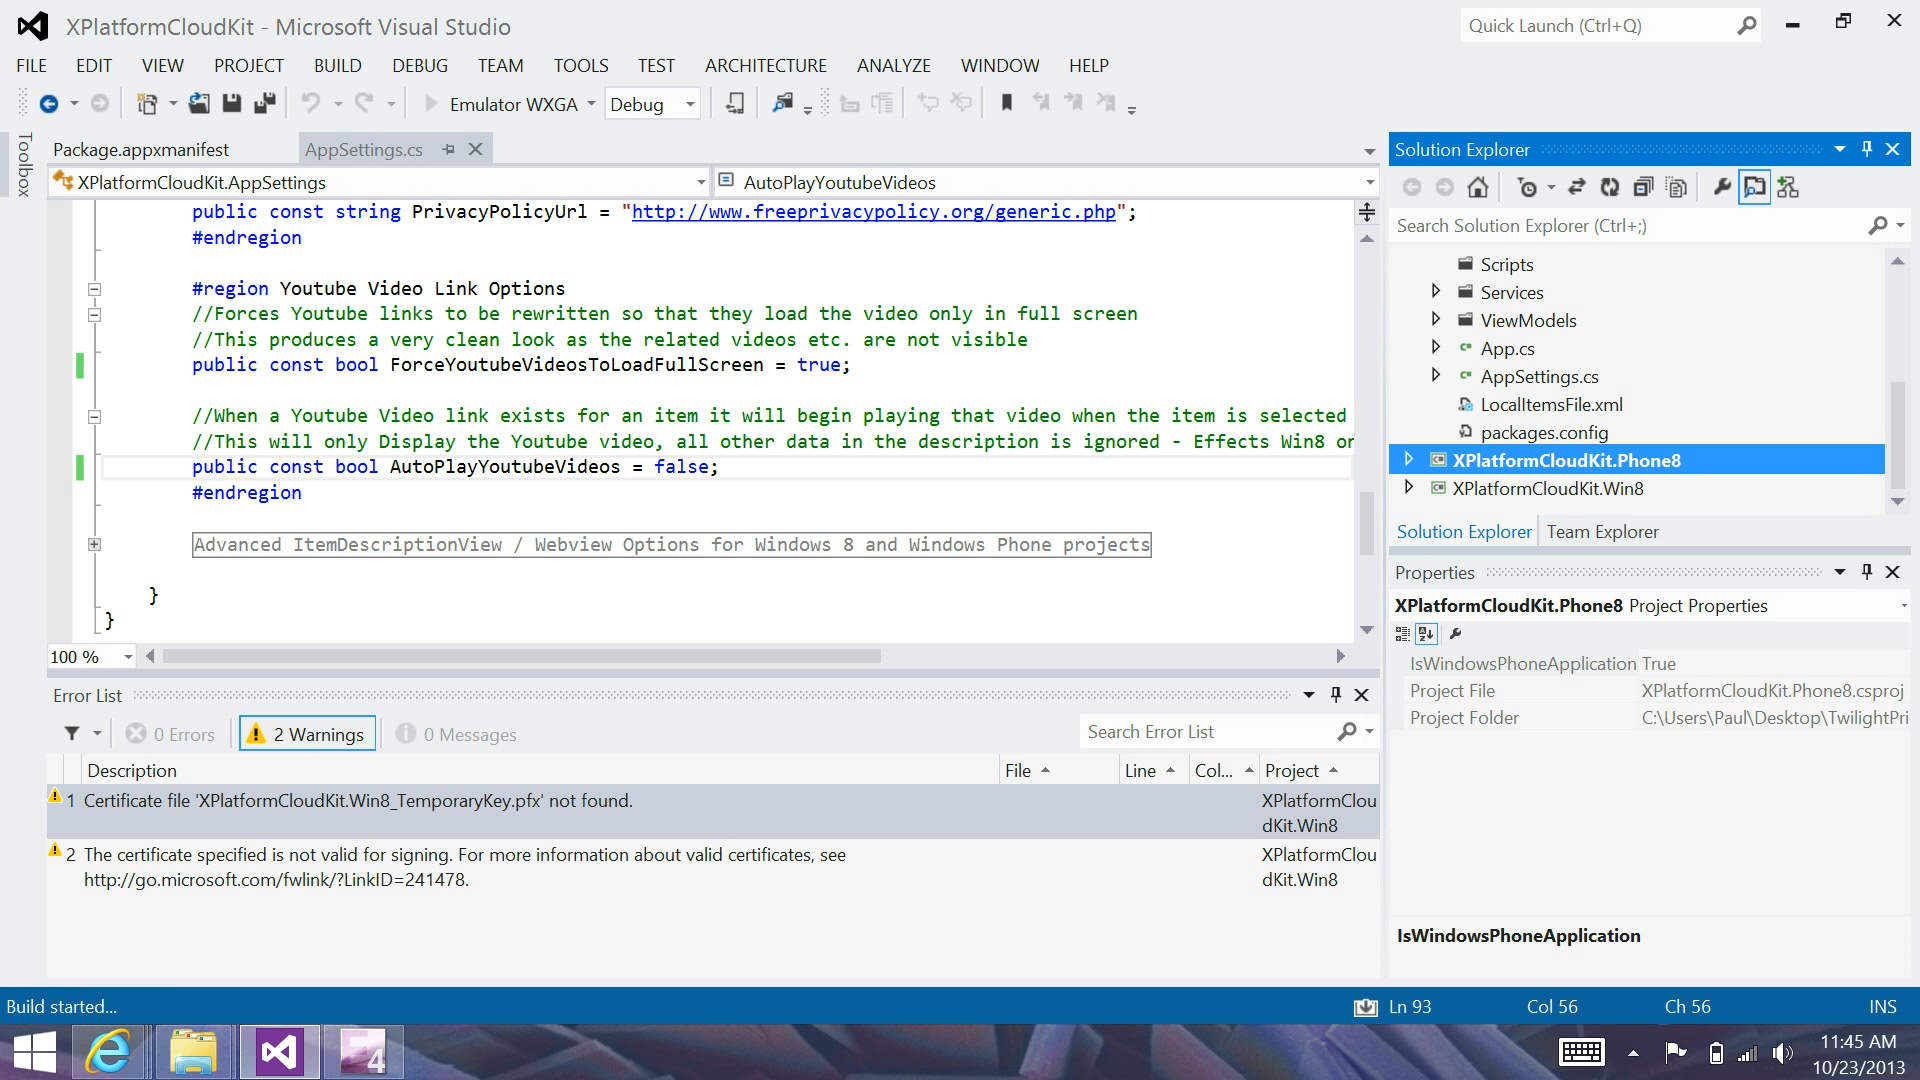 XPlatformCloudKit - Microsoft Visual Studio
Quick Launch (Ctrl+Q)
FILE EDIT VIEW PROJECT BUILD DEBUG TEAM TOOLS TEST ARCHITECTURE ANALYZE WINDOW HELP
Emulator WXGA Debug
Toolbox
Package.appxmanifest AppSettings.cs
XPlatformCloudKit.AppSettings AutoPlayYoutubeVideos
public const string PrivacyPolicyUrl = "http://www.freeprivacypolicy.org/generic.php";
#endregion
#region Youtube Video Link Options
//Forces Youtube links to be rewritten so that they load the video only in full screen
//This produces a very clean look as the related videos etc. are not visible
public const bool ForceYoutubeVideosToLoadFullScreen = true;
//When a Youtube Video link exists for an item it will begin playing that video when the item is selected
//This will only Display the Youtube video, all other data in the description is ignored - Effects Win8 or
public const bool AutoPlayYoutubeVideos = false;
#endregion
Advanced ItemDescriptionView / Webview Options for Windows 8 and Windows Phone projects
}
}
100 %
Solution Explorer
Search Solution Explorer (Ctrl+;)
Scripts
Services
ViewModels
App.cs
AppSettings.cs
LocalItemsFile.xml
packages.config
XPlatformCloudKit.Phone8
XPlatformCloudKit.Win8
Solution Explorer Team Explorer
Properties
XPlatformCloudKit.Phone8 Project Properties
IsWindowsPhoneApplication True
Project File XPlatformCloudKit.Phone8.csproj
Project Folder C:\Users\Paul\Desktop\TwilightPri
IsWindowsPhoneApplication
Error List
0 Errors 2 Warnings 0 Messages
Search Error List
Description File Line Col... Project
1 Certificate file 'XPlatformCloudKit.Win8_TemporaryKey.pfx' not found. XPlatformClou
dKit.Win8
2 The certificate specified is not valid for signing. For more information about valid certificates, see XPlatformClou
http://go.microsoft.com/fwlink/?LinkID=241478. dKit.Win8
Build started... Ln 93 Col 56 Ch 56 INS
4
11:45 AM
10/23/2013